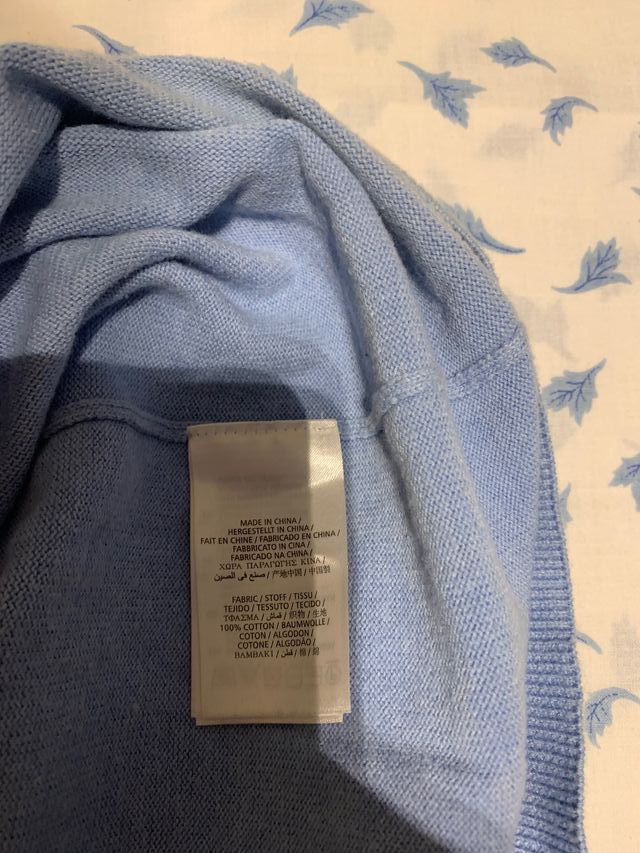 MADE IN CHINA /
HERGESTELLT IN CHINA /
FAIT EN CHINE / FABRICADO EN CHINA /
FABBRICATO IN CINA /
FABRICADO NA CHINA /
ΧΩΡΑ ΠΑΡΑΓΩΓΗΣ ΚΙΝΑ /
صنع في الصين / 产地中国 / 中国製
FABRIC / STOFF / TISSU /
TEJIDO / TESSUTO / TECIDO /
ΥΦΑΣΜΑ / قماش / 织物 / 生地
100% COTTON / BAUMWOLLE /
COTON / ALGODON /
COTONE / ALGODÃO /
ΒΑΜΒΑΚΙ / قطن / 棉 / 綿